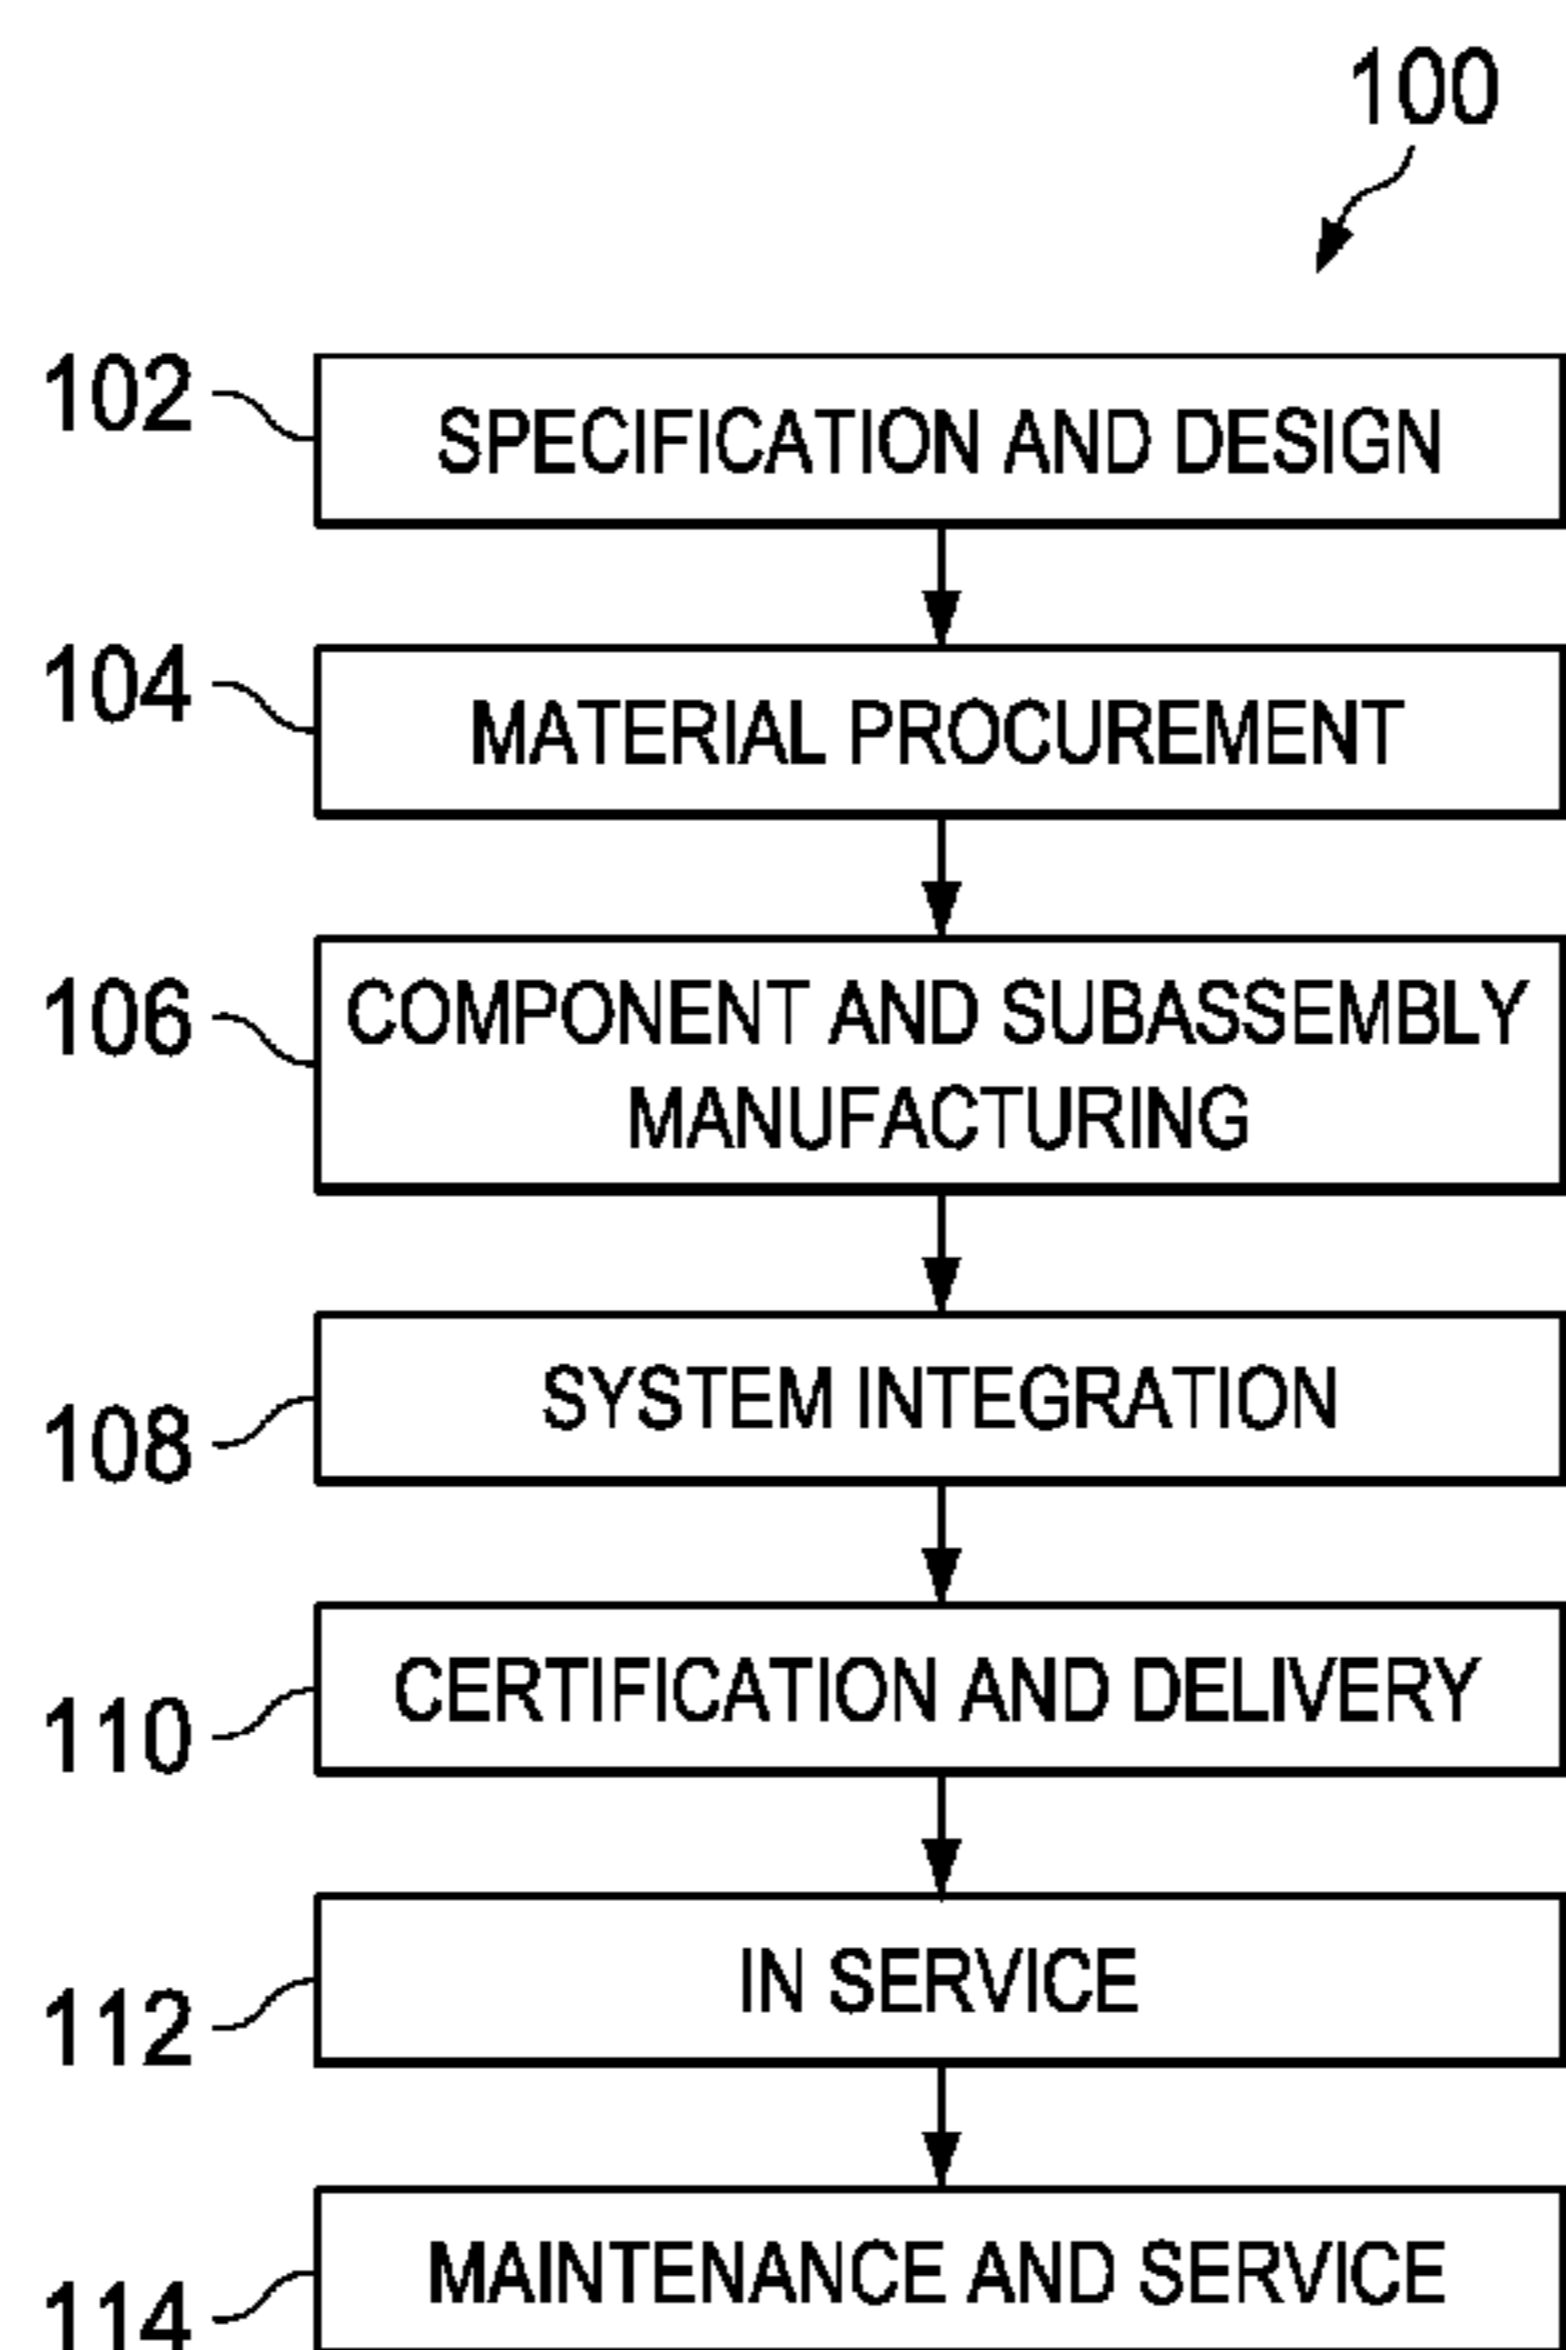 100
102
SPECIFICATION AND DESIGN
104
MATERIAL PROCUREMENT
106
COMPONENT AND SUBASSEMBLY
MANUFACTURING
108
SYSTEM INTEGRATION
110
CERTIFICATION AND DELIVERY
112
IN SERVICE
114
MAINTENANCE AND SERVICE